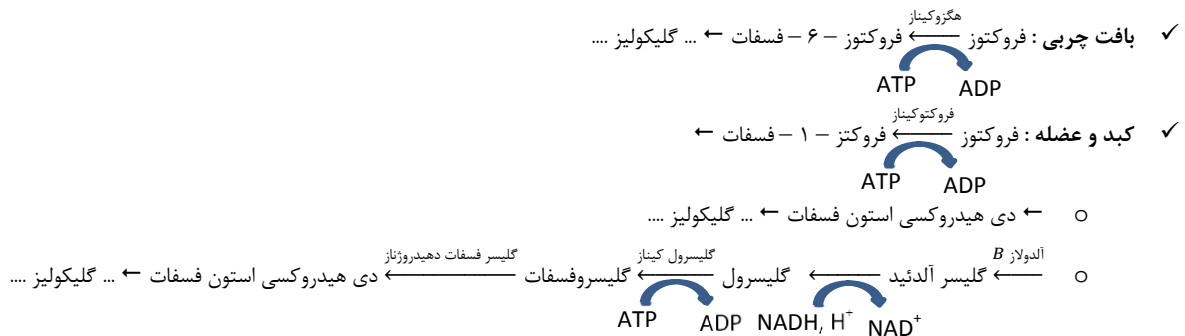 هگزوکیناز
✓ بافت چربی : فروکتوز ← فروکتوز – ۶ – فسفات ← ... گلیکولیز ....
ATP ADP
فروکتوکیناز
✓ کبد و عضله : فروکتوز ← فروکتز – ۱ – فسفات ←
ATP ADP
○ ← دی هیدروکسی استون فسفات ← ... گلیکولیز ....
آلدولاز B گلیسرول کیناز گلیسر فسفات دهیدروژناز
○ ← گلیسر آلدئید ← گلیسرول ← گلیسروفسفات ← دی هیدروکسی استون فسفات ← ... گلیکولیز ....
ATP ADP NADH, H⁺ NAD⁺